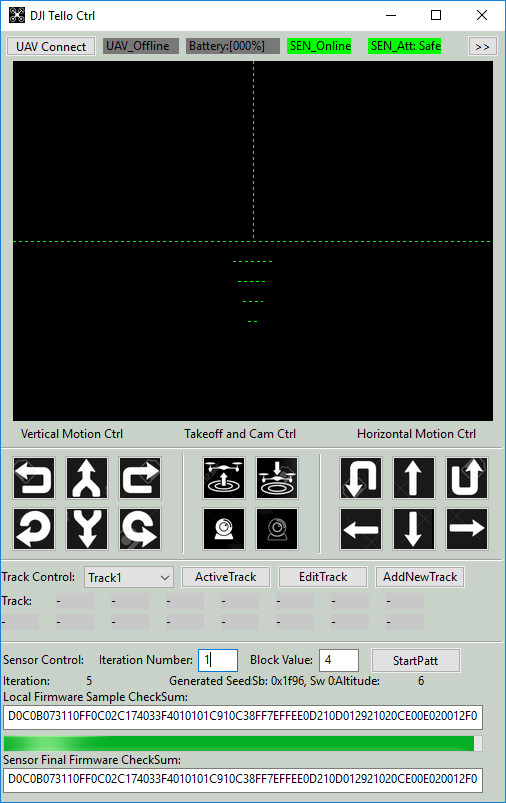 DJI Tello Ctrl
UAV Connect UAV_Offline Battery:[000%] SEN_Online SEN_Att: Safe >>
Vertical Motion Ctrl Takeoff and Cam Ctrl Horizontal Motion Ctrl
Track Control: Track1 ActiveTrack EditTrack AddNewTrack
Track: - - - - - - -
- - - - - - - -
Sensor Control: Iteration Number: 1 Block Value: 4 StartPatt
Iteration: 5 Generated SeedSb: 0x1f96, Sw 0Altitude: 6
Local Firmware Sample CheckSum:
D0C0B073110FF0C02C174033F4010101C910C38FF7EFFEE0D210D012921020CE00E020012F0
Sensor Final Firmware CheckSum:
D0C0B073110FF0C02C174033F4010101C910C38FF7EFFEE0D210D012921020CE00E020012F0